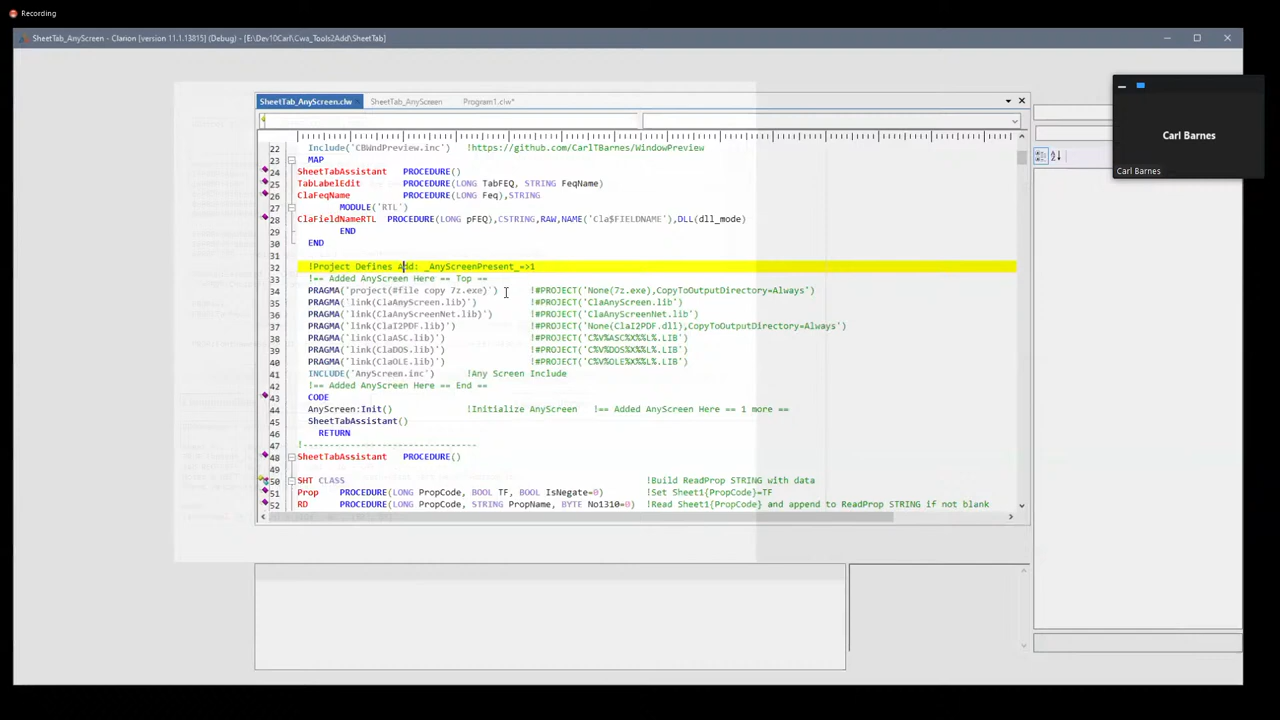 Recording
SheetTab_AnyScreen - Clarion [version 11.1.13815] (Debug) - [E:\Dev10Carl\Cwa_Tools2Add\SheetTab]
SheetTab_AnyScreen.clw
SheetTab_AnyScreen
Program1.clw*
Carl Barnes
Carl Barnes
22 Include('CBWndPreview.inc') !https://github.com/CarlTBarnes/WindowPreview
23 MAP
24 SheetTabAssistant PROCEDURE()
25 TabLabelEdit PROCEDURE(LONG TabFEQ, STRING FeqName)
26 ClaFeqName PROCEDURE(LONG Feq),STRING
27 MODULE('RTL')
28 ClaFieldNameRTL PROCEDURE(LONG pFEQ),CSTRING,RAW,NAME('Cla$FIELDNAME'),DLL(dll_mode)
29 END
30 END
31
32 !Project Defines Add: _AnyScreenPresent_=>1
33 !== Added AnyScreen Here == Top ==
34 PRAGMA('project(#file copy 7z.exe)') !#PROJECT('None(7z.exe),CopyToOutputDirectory=Always')
35 PRAGMA('link(ClaAnyScreen.lib)') !#PROJECT('ClaAnyScreen.lib')
36 PRAGMA('link(ClaAnyScreenNet.lib)') !#PROJECT('ClaAnyScreenNet.lib')
37 PRAGMA('link(ClaI2PDF.lib)') !#PROJECT('None(ClaI2PDF.dll),CopyToOutputDirectory=Always')
38 PRAGMA('link(ClaASC.lib)') !#PROJECT('C%V%ASC%X%%L%.LIB')
39 PRAGMA('link(ClaDOS.lib)') !#PROJECT('C%V%DOS%X%%L%.LIB')
40 PRAGMA('link(ClaOLE.lib)') !#PROJECT('C%V%OLE%X%%L%.LIB')
41 INCLUDE('AnyScreen.inc') !Any Screen Include
42 !== Added AnyScreen Here == End ==
43 CODE
44 AnyScreen:Init() !Initialize AnyScreen !== Added AnyScreen Here == 1 more ==
45 SheetTabAssistant()
46 RETURN
47 !--------------------------------
48 SheetTabAssistant PROCEDURE()
49
50 SHT CLASS !Build ReadProp STRING with data
51 Prop PROCEDURE(LONG PropCode, BOOL TF, BOOL IsNegate=0) !Set Sheet1{PropCode}=TF
52 RD PROCEDURE(LONG PropCode, STRING PropName, BYTE No1310=0) !Read Sheet1{PropCode} and append to ReadProp STRING if not blank